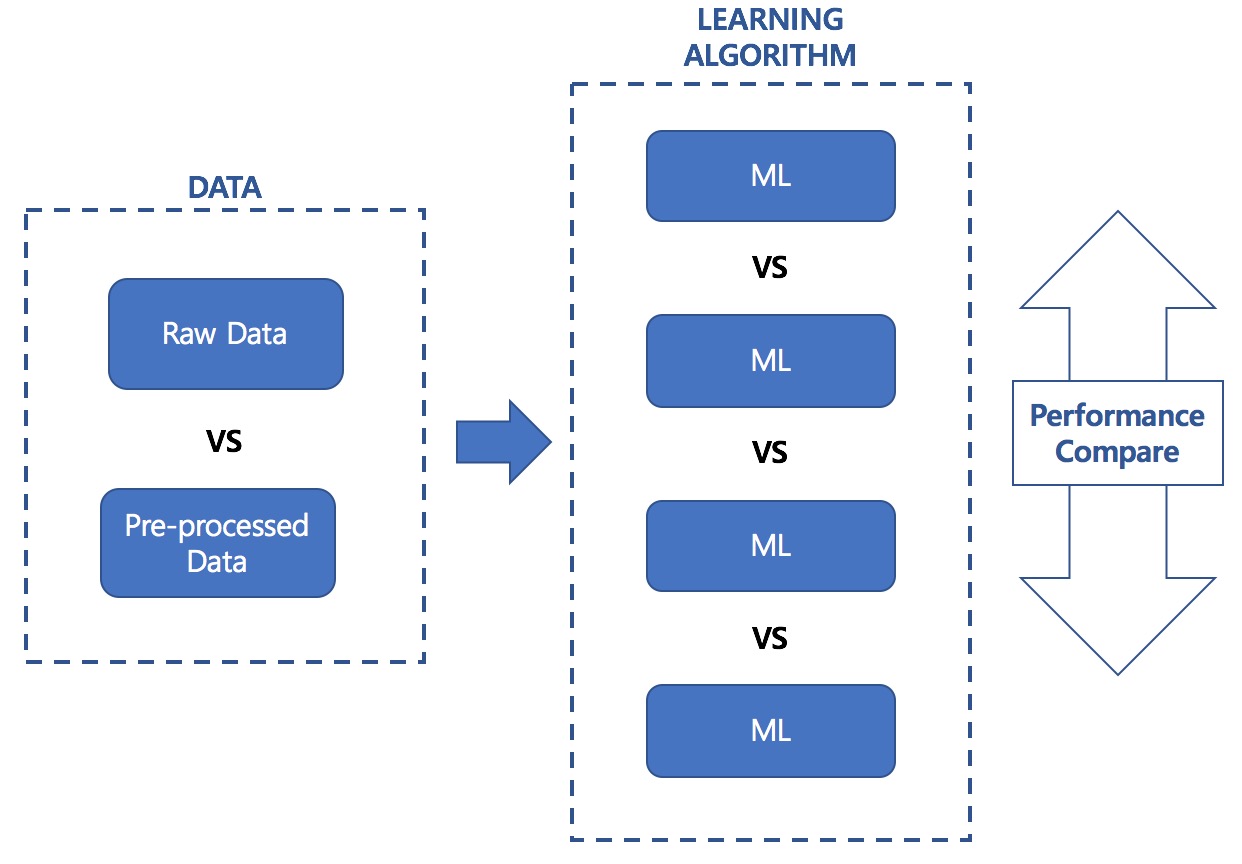 DATA
Raw Data
VS
Pre-processed
Data
LEARNING
ALGORITHM
ML
VS
ML
VS
ML
VS
ML
Performance
Compare